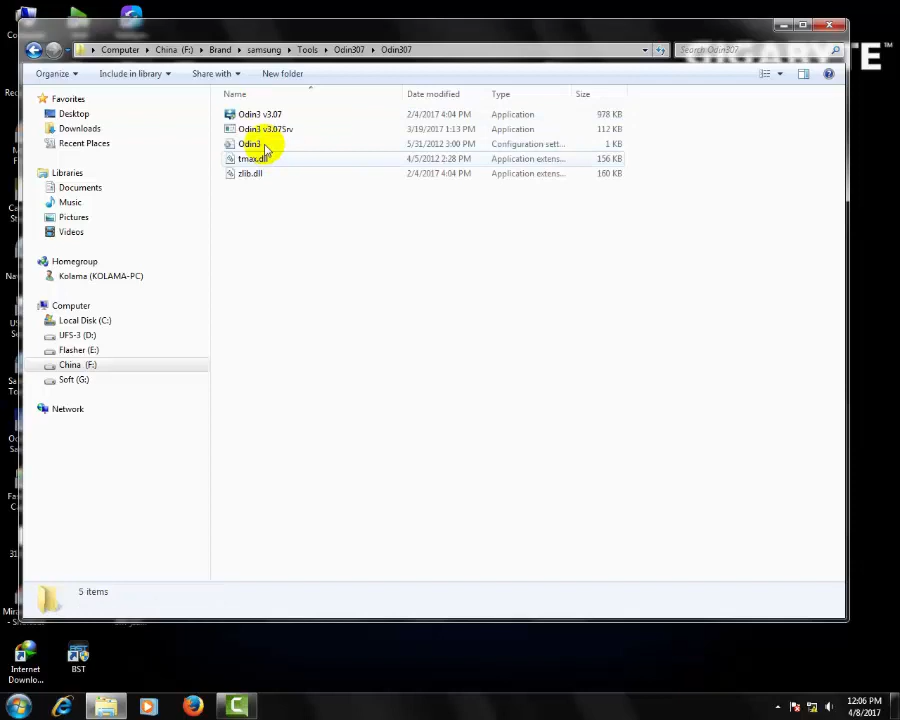 Computer ▸ China (F:) ▸ Brand ▸ samsung ▸ Tools ▸ Odin307 ▸ Odin307
Search Odin307
GIGABYTE™
Organize Include in library Share with New folder
Name Date modified Type Size
Favorites
Desktop
Downloads
Recent Places
Libraries
Documents
Music
Pictures
Videos
Homegroup
Kolama (KOLAMA-PC)
Computer
Local Disk (C:)
UFS-3 (D:)
Flasher (E:)
China (F:)
Soft (G:)
Network
Odin3 v3.07 2/4/2017 4:04 PM Application 978 KB
Odin3 v3.07Srv 3/19/2017 1:13 PM Application 112 KB
Odin3 5/31/2012 3:00 PM Configuration sett... 1 KB
tmax.dll 4/5/2012 2:28 PM Application extens... 156 KB
zlib.dll 2/4/2017 4:04 PM Application extens... 160 KB
5 items
Internet
Downlo...
BST
12:06 PM
4/8/2017